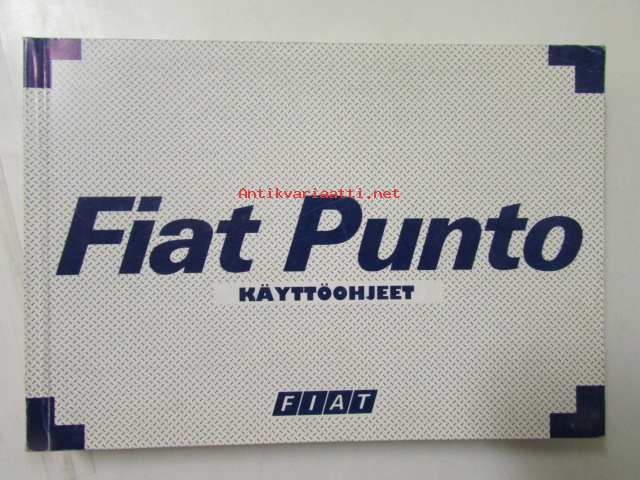 Antikvariaatti.net
Fiat Punto
KÄYTTÖOHJEET
FIAT